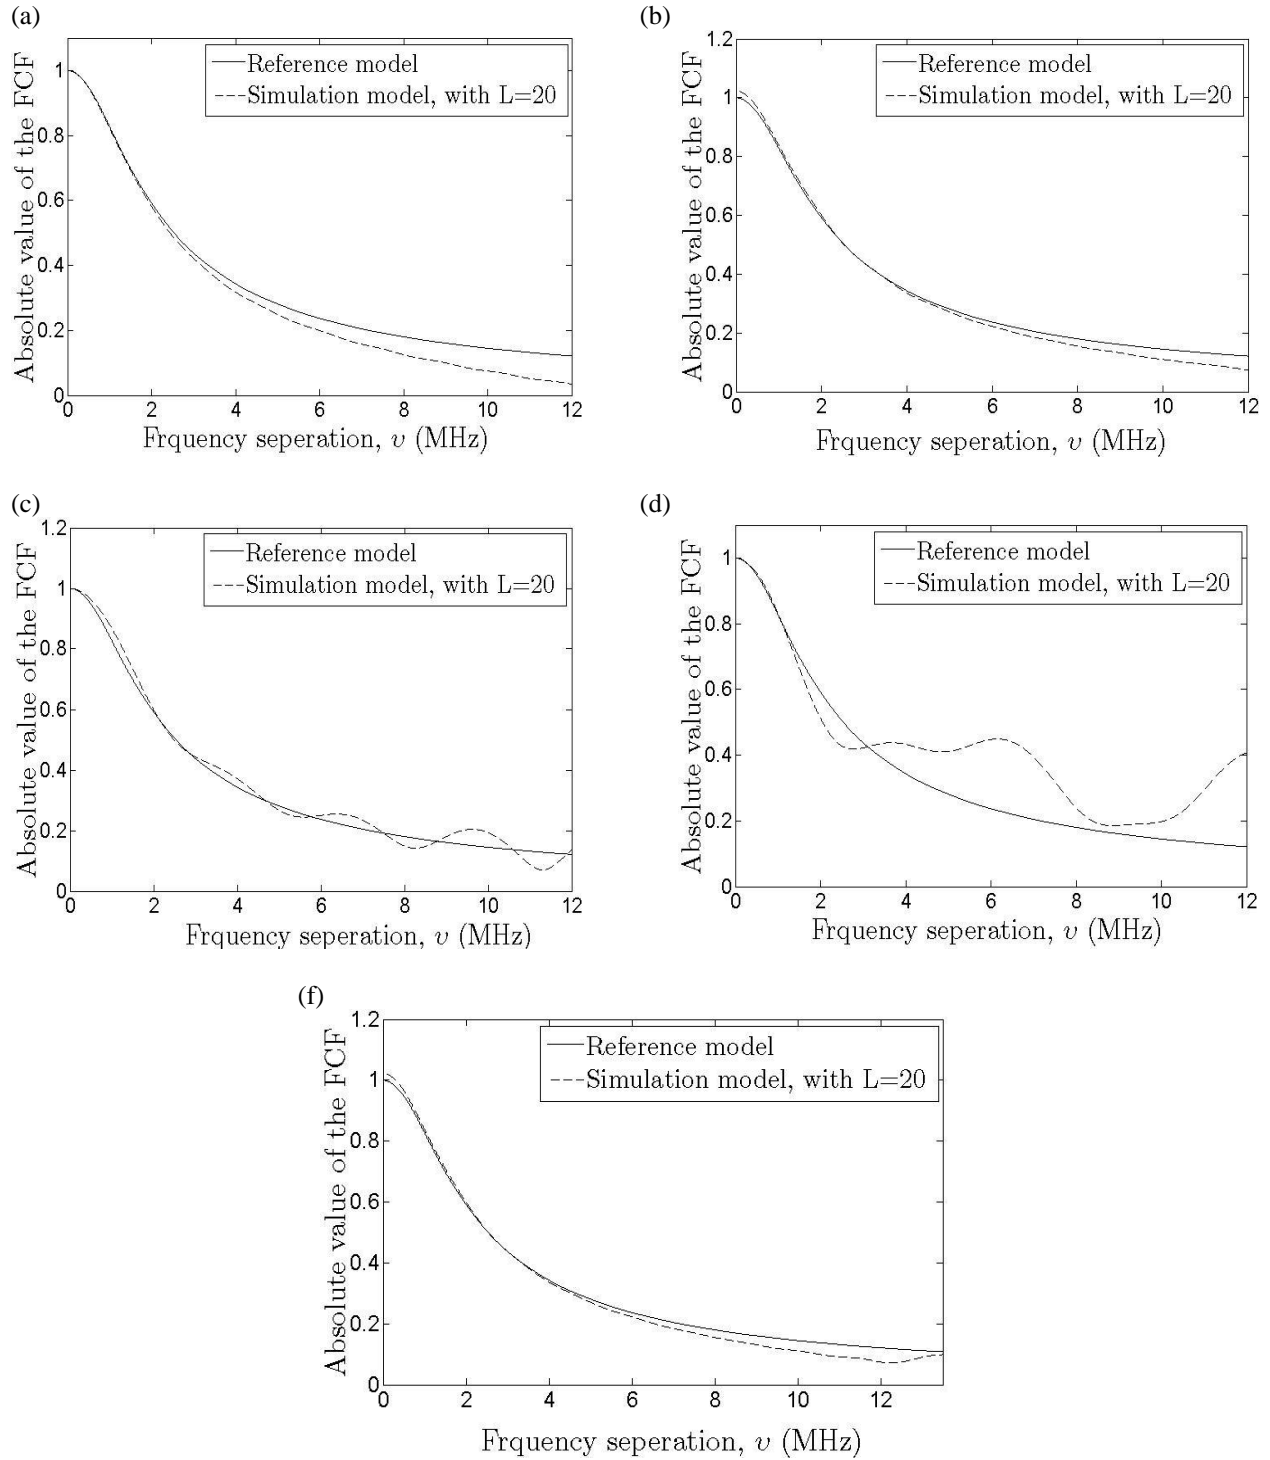 (a)
Absolute value of the FCF
1
0.8
0.6
0.4
0.2
0
Reference model
Simulation model, with L=20
0 2 4 6 8 10 12
Frquency seperation, υ (MHz)
(b)
Absolute value of the FCF
1.2
1
0.8
0.6
0.4
0.2
0
Reference model
Simulation model, with L=20
0 2 4 6 8 10 12
Frquency seperation, υ (MHz)
(c)
Absolute value of the FCF
1.2
1
0.8
0.6
0.4
0.2
0
Reference model
Simulation model, with L=20
0 2 4 6 8 10 12
Frquency seperation, υ (MHz)
(d)
Absolute value of the FCF
1
0.8
0.6
0.4
0.2
0
Reference model
Simulation model, with L=20
0 2 4 6 8 10 12
Frquency seperation, υ (MHz)
(f)
Absolute value of the FCF
1.2
1
0.8
0.6
0.4
0.2
0
Reference model
Simulation model, with L=20
0 2 4 6 8 10 12
Frquency seperation, υ (MHz)